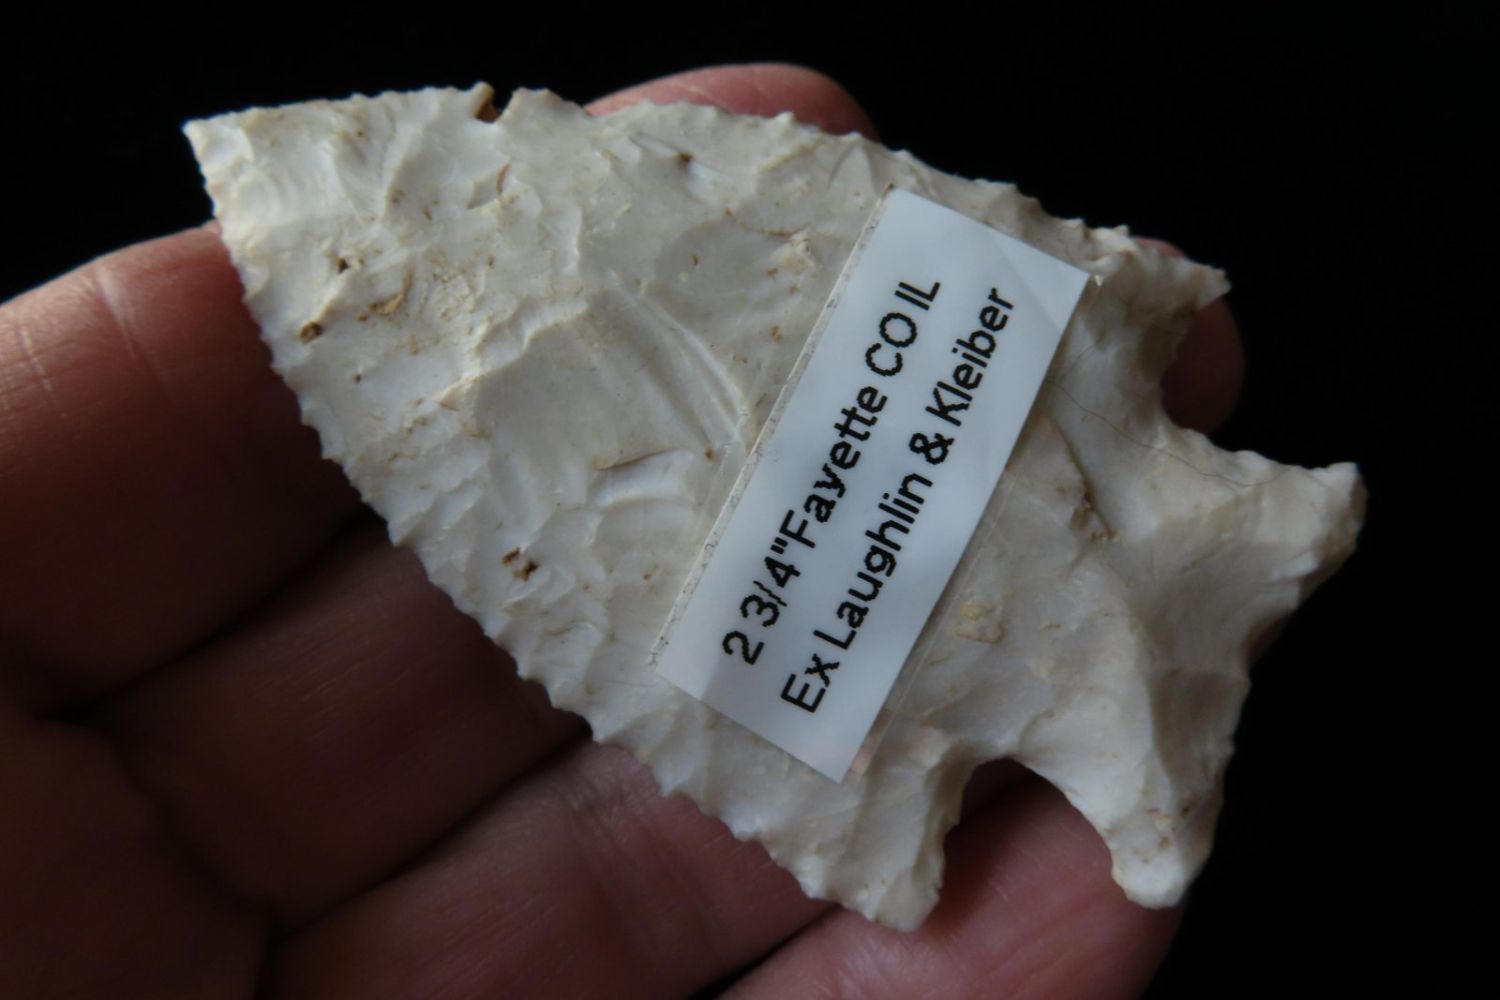 2 3/4"Fayette CO IL
Ex Laughlin & Kleiber